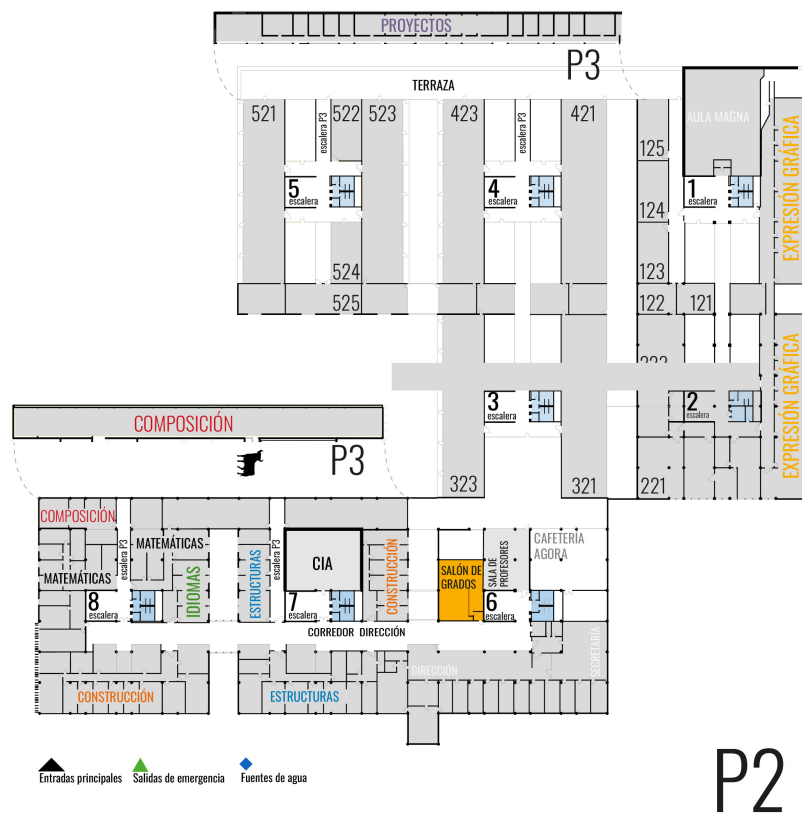 PROYECTOS
P3
TERRAZA
521
escalera P3
522
523
423
escalera P3
421
125
AULA MAGNA
EXPRESIÓN GRÁFICA
5
escalera
4
escalera
124
1
escalera
524
123
525
122
121
EXPRESIÓN GRÁFICA
3
escalera
2
escalera
COMPOSICIÓN
P3
323
321
221
COMPOSICIÓN
MATEMÁTICAS
escalera P3
MATEMÁTICAS
IDIOMAS
ESTRUCTURAS
escalera P3
CIA
CONSTRUCCIÓN
SALÓN DE
GRADOS
SALA DE
PROFESORES
CAFETERÍA
AGORA
8
escalera
7
escalera
6
escalera
CORREDOR DIRECCIÓN
SECRETARÍA
DIRECCIÓN
CONSTRUCCIÓN
ESTRUCTURAS
Entradas principales
Salidas de emergencia
Fuentes de agua
P2